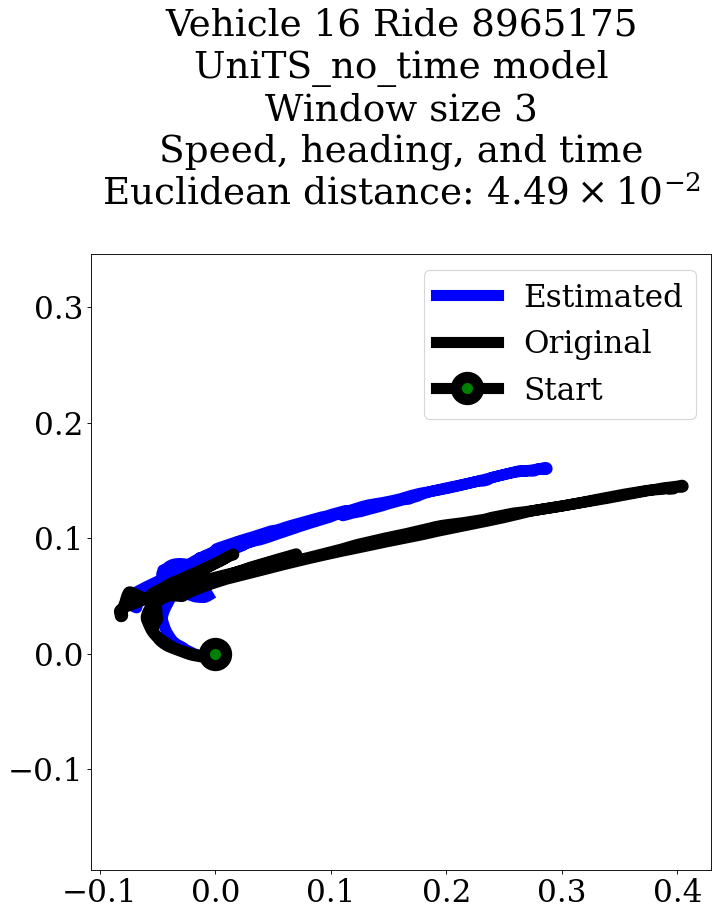 Vehicle 16 Ride 8965175
UniTS_no_time model
Window size 3
Speed, heading, and time
Euclidean distance: 4.49 × 10⁻²
Estimated
Original
Start
0.3
0.2
0.1
0.0
−0.1
−0.1 0.0 0.1 0.2 0.3 0.4